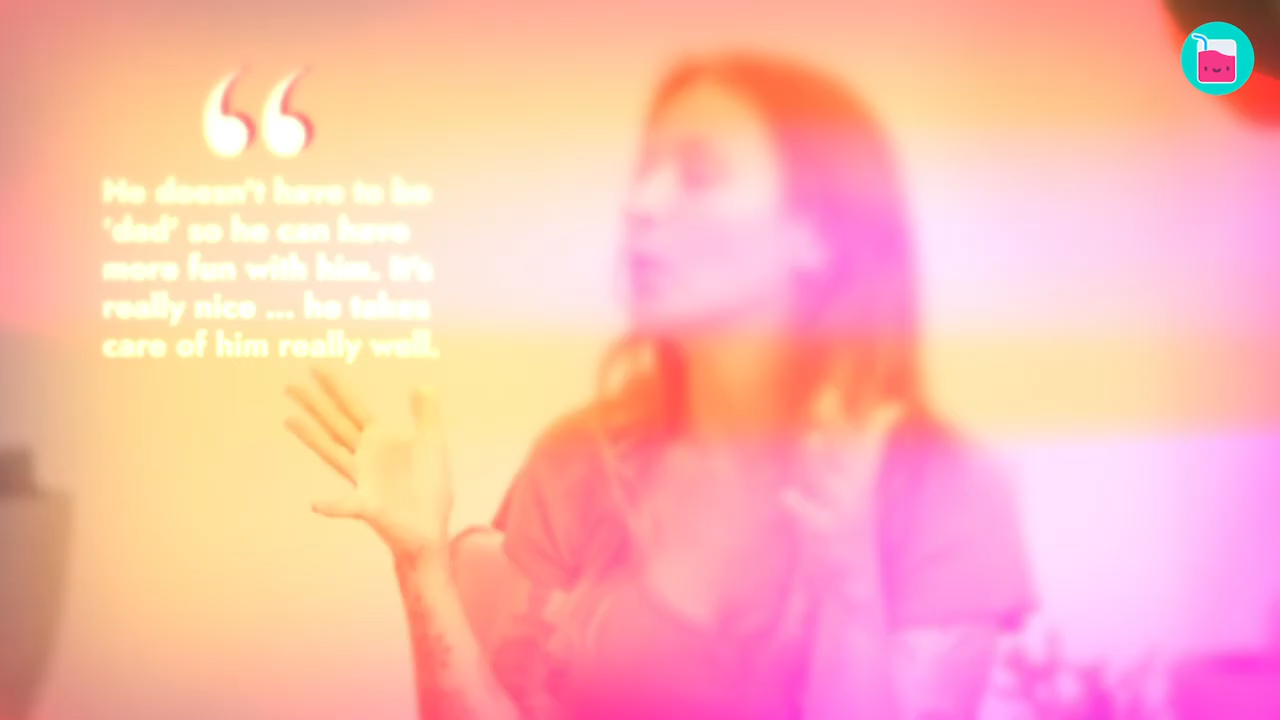 “
He doesn't have to be
‘dad’ so he can have
more fun with him. It's
really nice ... he takes
care of him really well.